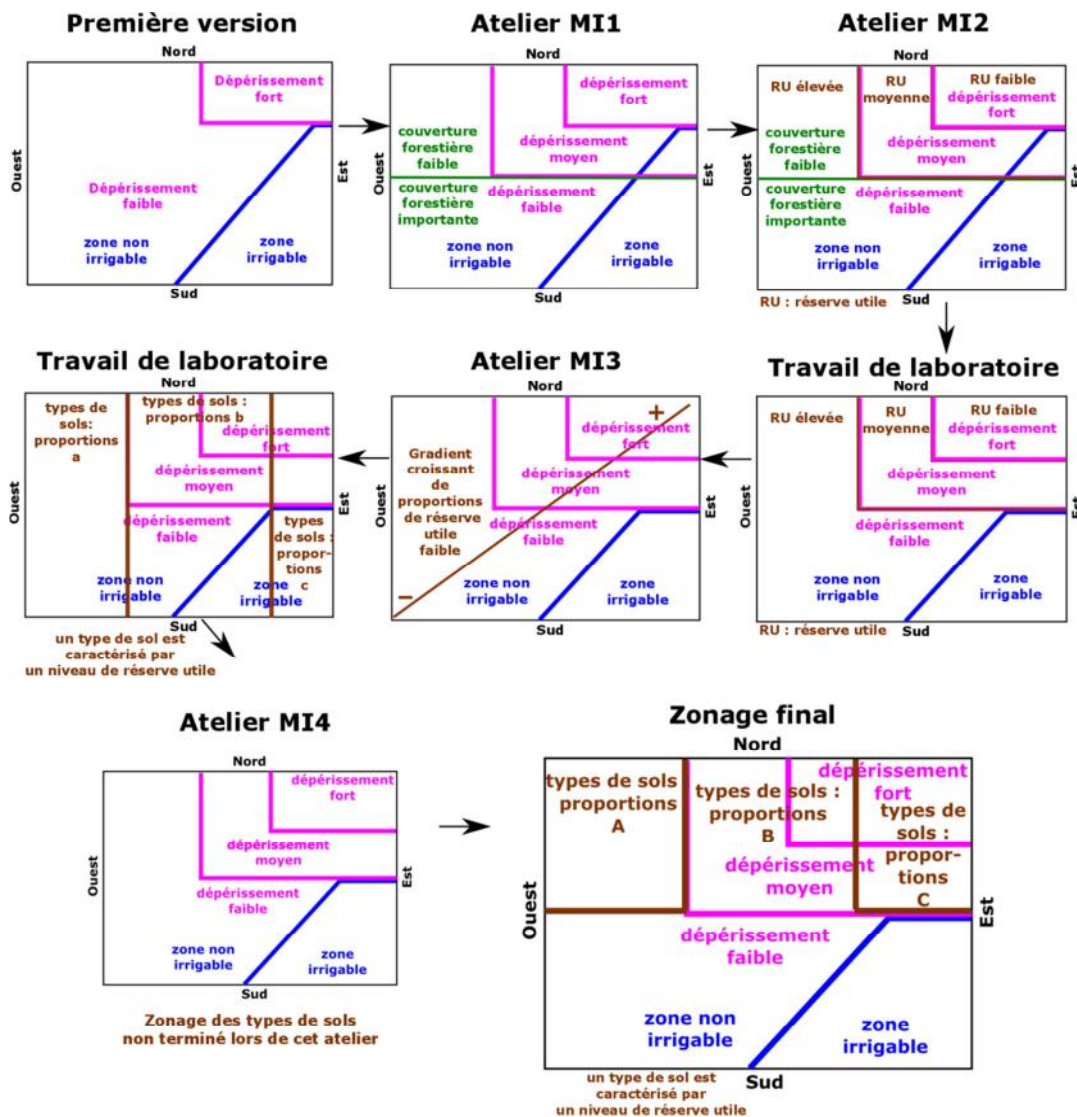 Première version
Nord
Dépérissement
fort
Ouest
Est
Dépérissement
faible
zone non
irrigable
zone
irrigable
Sud
Atelier MI1
Nord
dépérissement
fort
couverture
forestière
faible
dépérissement
moyen
Ouest
Est
couverture
forestière
importante
dépérissement
faible
zone non
irrigable
zone
irrigable
Sud
Atelier MI2
Nord
RU élevée
RU
moyenne
RU faible
dépérissement
fort
couverture
forestière
faible
dépérissement
moyen
Ouest
Est
couverture
forestière
importante
dépérissement
faible
zone non
irrigable
zone
irrigable
Sud
RU : réserve utile
Travail de laboratoire
Nord
types de
sols:
proportions
a
types de sols :
proportions b
dépérissement
fort
dépérissement
moyen
Ouest
Est
dépérissement
faible
types
de sols :
propor-
tions
c
zone non
irrigable
zone
irrigable
Sud
un type de sol est
caractérisé par
un niveau de réserve utile
Atelier MI3
Nord
+
dépérissement
fort
Gradient
croissant
de
proportions
de réserve
utile
faible
dépérissement
moyen
Ouest
Est
dépérissement
faible
zone non
irrigable
zone
irrigable
−
Sud
Travail de laboratoire
Nord
RU élevée
RU
moyenne
RU faible
dépérissement
fort
dépérissement
moyen
Ouest
Est
dépérissement
faible
zone non
irrigable
zone
irrigable
Sud
RU : réserve utile
Atelier MI4
Nord
dépérissement
fort
dépérissement
moyen
Ouest
Est
dépérissement
faible
zone non
irrigable
zone
irrigable
Sud
Zonage des types de sols
non terminé lors de cet atelier
Zonage final
Nord
types de sols
proportions
A
types de sols :
proportions
B
dépérissement
fort
types de
sols :
propor-
tions
C
dépérissement
moyen
Ouest
Est
dépérissement
faible
zone non
irrigable
zone
irrigable
Sud
un type de sol est
caractérisé par
un niveau de réserve utile